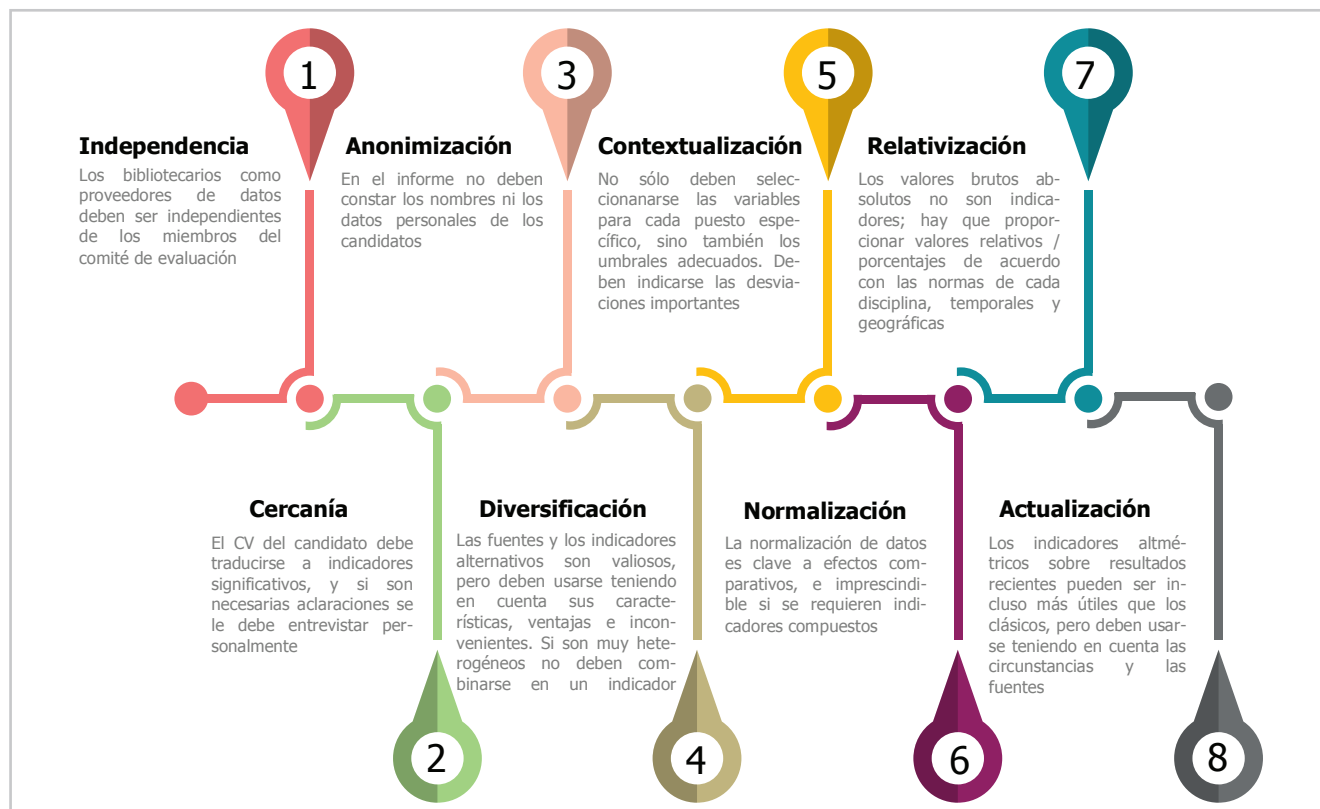 1
Independencia
Los bibliotecarios como
proveedores de datos
deben ser independientes
de los miembros del
comité de evaluación
2
Cercanía
El CV del candidato debe
traducirse a indicadores
significativos, y si son
necesarias aclaraciones se
le debe entrevistar per-
sonalmente
3
Anonimización
En el informe no deben
constar los nombres ni los
datos personales de los
candidatos
4
Diversificación
Las fuentes y los indicadores
alternativos son valiosos,
pero deben usarse teniendo
en cuenta sus caracte-
rísticas, ventajas e incon-
venientes. Si son muy hete-
rogéneos no deben com-
binarse en un indicador
5
Contextualización
No sólo deben selec-
cionanarse las variables
para cada puesto espe-
cífico, sino también los
umbrales adecuados. De-
ben indicarse las desvia-
ciones importantes
6
Normalización
La normalización de datos
es clave a efectos com-
parativos, e imprescindi-
ble si se requieren indi-
cadores compuestos
7
Relativización
Los valores brutos ab-
solutos no son indica-
dores; hay que propor-
cionar valores relativos /
porcentajes de acuerdo
con las normas de cada
disciplina, temporales y
geográficas
8
Actualización
Los indicadores altmé-
tricos sobre resultados
recientes pueden ser in-
cluso más útiles que los
clásicos, pero deben usar-
se teniendo en cuenta las
circunstancias y las
fuentes